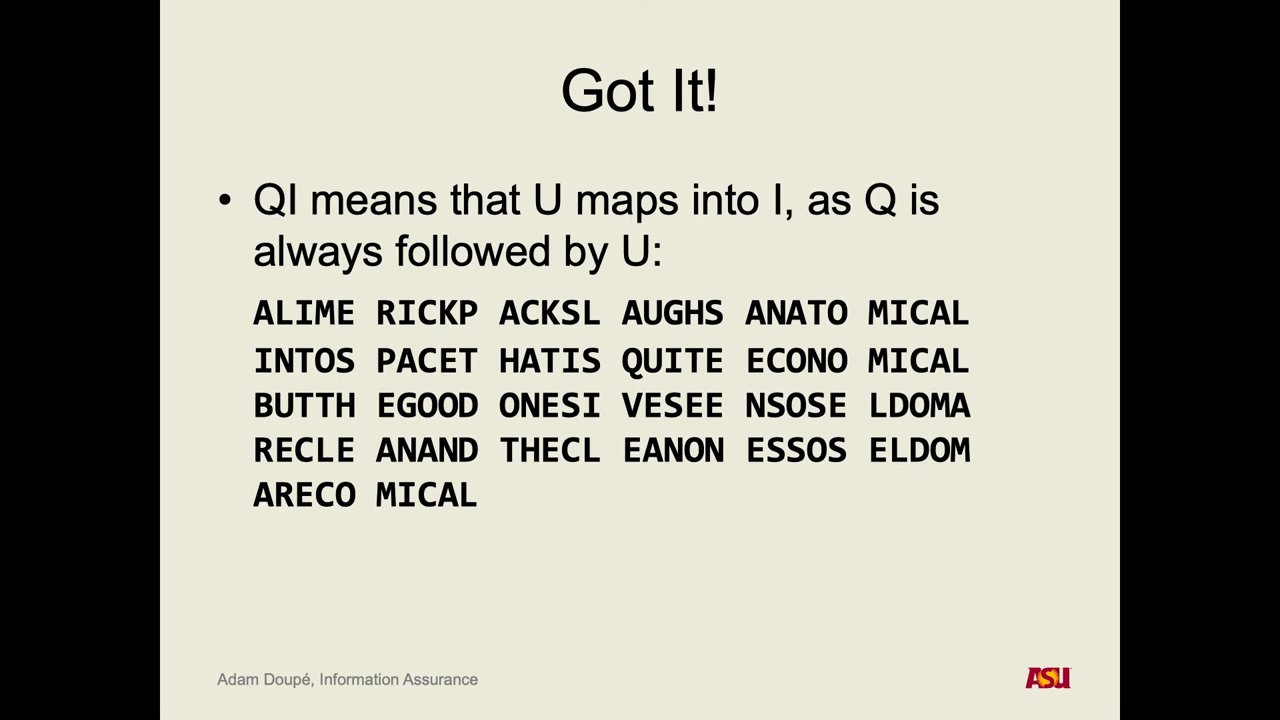 Got It!
• QI means that U maps into I, as Q is
always followed by U:
ALIME RICKP ACKSL AUGHS ANATO MICAL
INTOS PACET HATIS QUITE ECONO MICAL
BUTTH EGOOD ONESI VESEE NSOSE LDOMA
RECLE ANAND THECL EANON ESSOS ELDOM
ARECO MICAL
Adam Doupé, Information Assurance
ASU